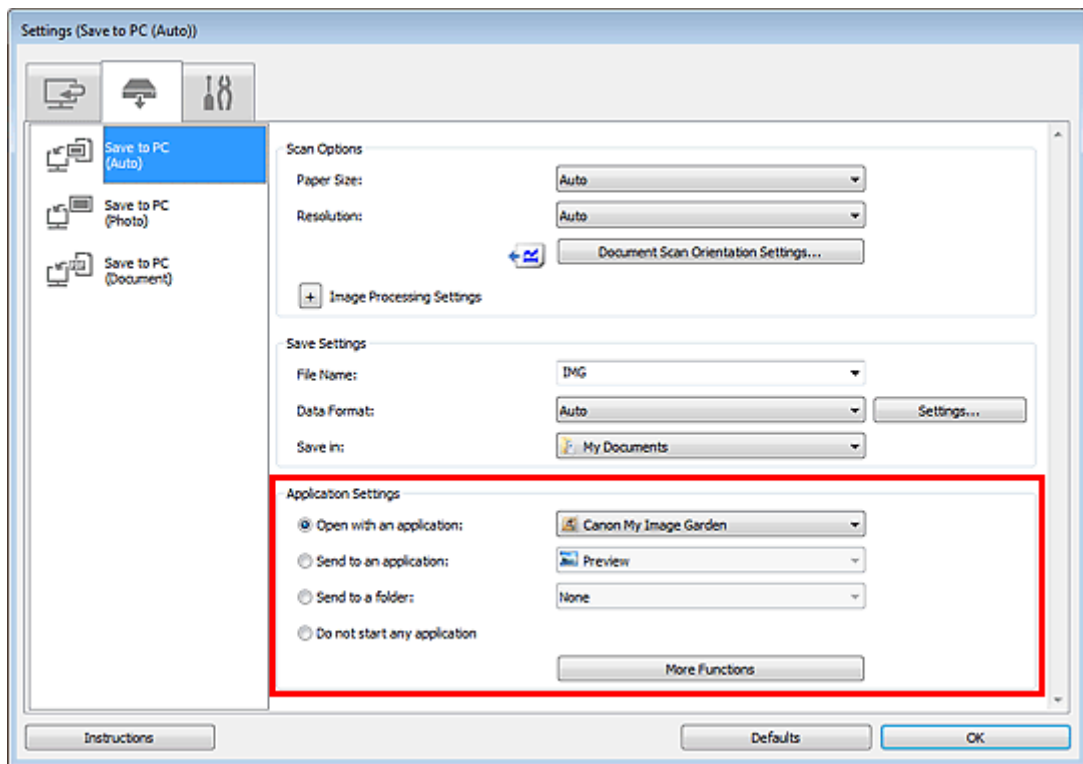 Settings (Save to PC (Auto))
Save to PC
(Auto)
Save to PC
(Photo)
Save to PC
(Document)
Scan Options
Paper Size: Auto
Resolution: Auto
Document Scan Orientation Settings...
+ Image Processing Settings
Save Settings
File Name: IMG
Data Format: Auto Settings...
Save in: My Documents
Application Settings
Open with an application: Canon My Image Garden
Send to an application: Preview
Send to a folder: None
Do not start any application
More Functions
Instructions Defaults OK